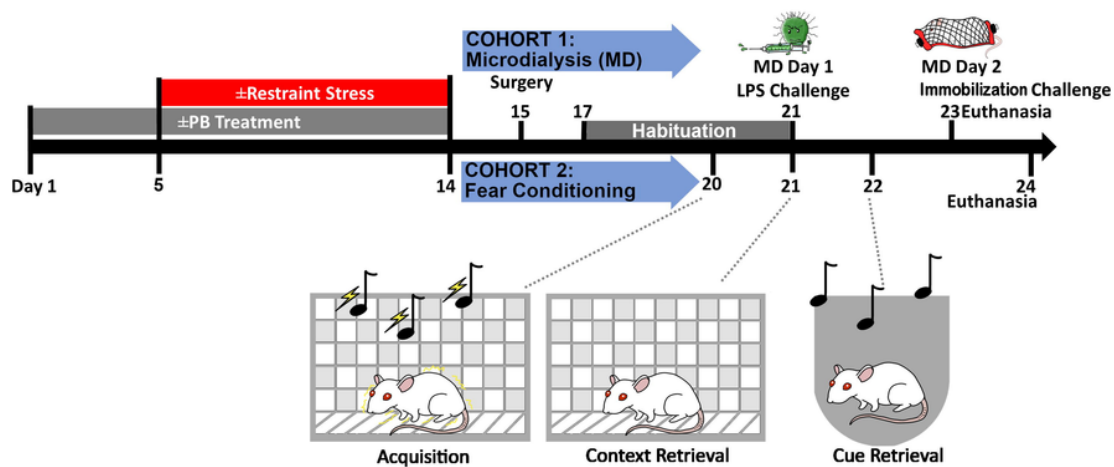 COHORT 1:
Microdialysis (MD)
Surgery
MD Day 1
LPS Challenge
MD Day 2
Immobilization Challenge
Euthanasia
±Restraint Stress
±PB Treatment
15
17
Habituation
21
23
Day 1
5
14
COHORT 2:
Fear Conditioning
20
21
22
24
Euthanasia
Acquisition
Context Retrieval
Cue Retrieval